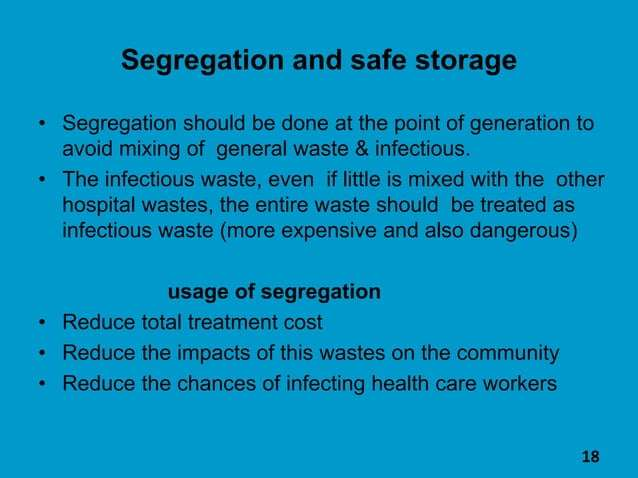 Segregation and safe storage
• Segregation should be done at the point of generation to
avoid mixing of general waste & infectious.
• The infectious waste, even if little is mixed with the other
hospital wastes, the entire waste should be treated as
infectious waste (more expensive and also dangerous)
usage of segregation
• Reduce total treatment cost
• Reduce the impacts of this wastes on the community
• Reduce the chances of infecting health care workers
18